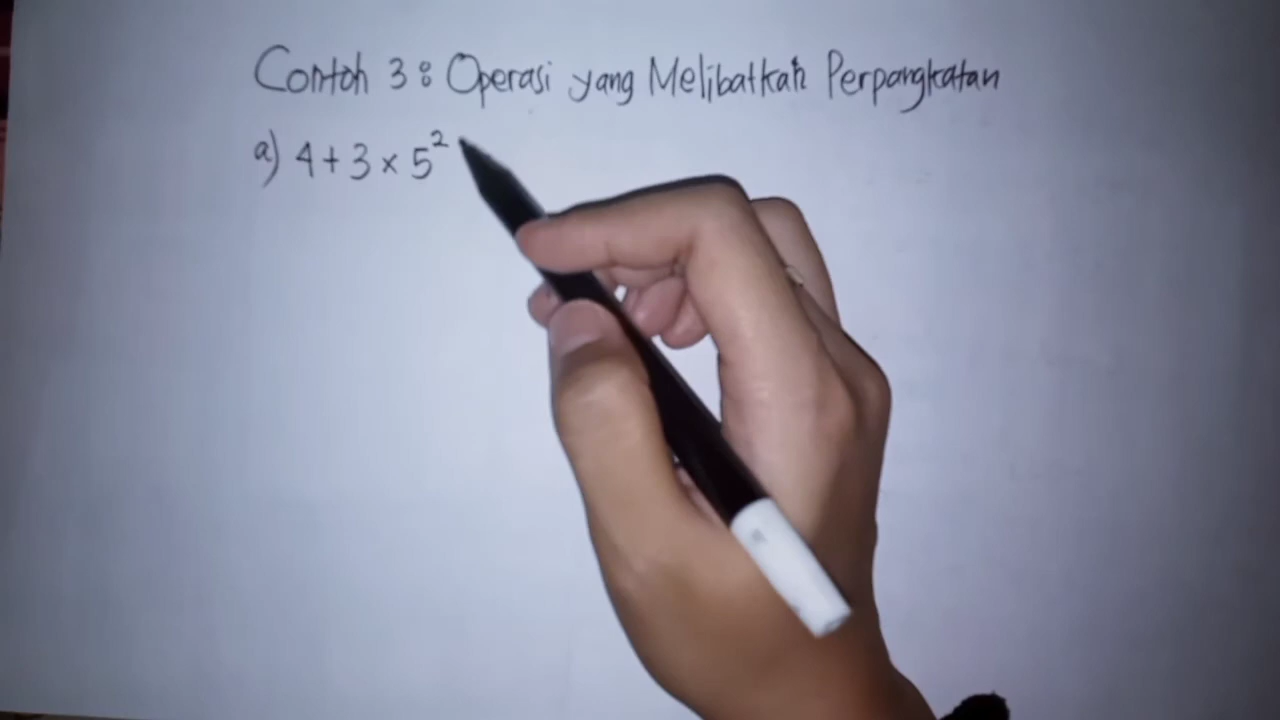 Contoh 3 : Operasi yang Melibatkan Perpangkatan
a) 4 + 3 × 5²